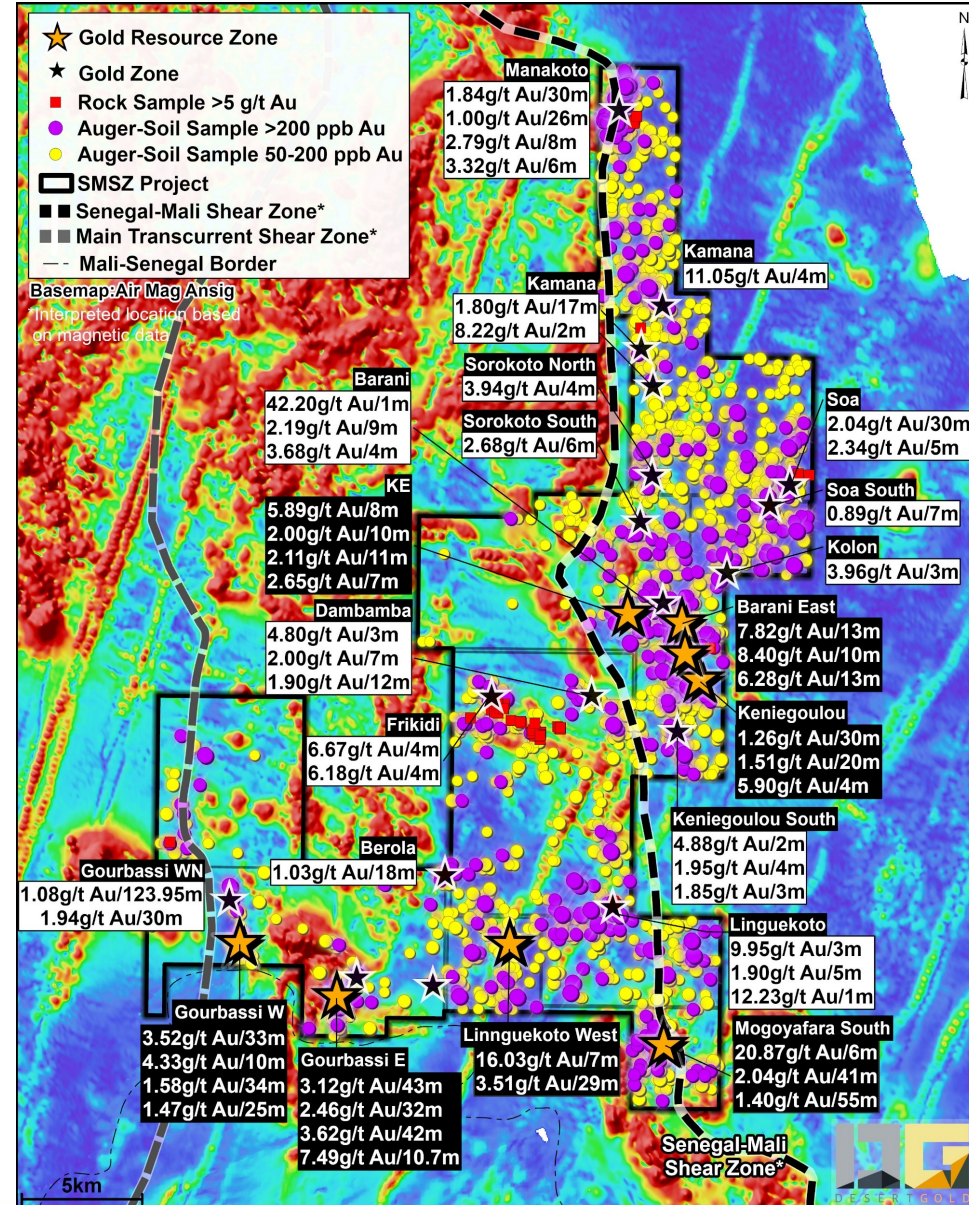 N
Gold Resource Zone
Gold Zone
Rock Sample >5 g/t Au
Auger-Soil Sample >200 ppb Au
Auger-Soil Sample 50-200 ppb Au
SMSZ Project
Senegal-Mali Shear Zone*
Main Transcurrent Shear Zone*
Mali-Senegal Border
Basemap:Air Mag Ansig
*Interpreted location based
on magnetic data
Manakoto
1.84g/t Au/30m
1.00g/t Au/26m
2.79g/t Au/8m
3.32g/t Au/6m
Kamana
11.05g/t Au/4m
Kamana
1.80g/t Au/17m
8.22g/t Au/2m
Sorokoto North
3.94g/t Au/4m
Sorokoto South
2.68g/t Au/6m
Barani
42.20g/t Au/1m
2.19g/t Au/9m
3.68g/t Au/4m
KE
5.89g/t Au/8m
2.00g/t Au/10m
2.11g/t Au/11m
2.65g/t Au/7m
Dambamba
4.80g/t Au/3m
2.00g/t Au/7m
1.90g/t Au/12m
Soa
2.04g/t Au/30m
2.34g/t Au/5m
Soa South
0.89g/t Au/7m
Kolon
3.96g/t Au/3m
Barani East
7.82g/t Au/13m
8.40g/t Au/10m
6.28g/t Au/13m
Keniegoulou
1.26g/t Au/30m
1.51g/t Au/20m
5.90g/t Au/4m
Frikidi
6.67g/t Au/4m
6.18g/t Au/4m
Keniegoulou South
4.88g/t Au/2m
1.95g/t Au/4m
1.85g/t Au/3m
Berola
1.03g/t Au/18m
Gourbassi WN
1.08g/t Au/123.95m
1.94g/t Au/30m
Linguekoto
9.95g/t Au/3m
1.90g/t Au/5m
12.23g/t Au/1m
Gourbassi W
3.52g/t Au/33m
4.33g/t Au/10m
1.58g/t Au/34m
1.47g/t Au/25m
Gourbassi E
3.12g/t Au/43m
2.46g/t Au/32m
3.62g/t Au/42m
7.49g/t Au/10.7m
Linnguekoto West
16.03g/t Au/7m
3.51g/t Au/29m
Mogoyafara South
20.87g/t Au/6m
2.04g/t Au/41m
1.40g/t Au/55m
Senegal-Mali
Shear Zone*
5km
DESERTGOLD